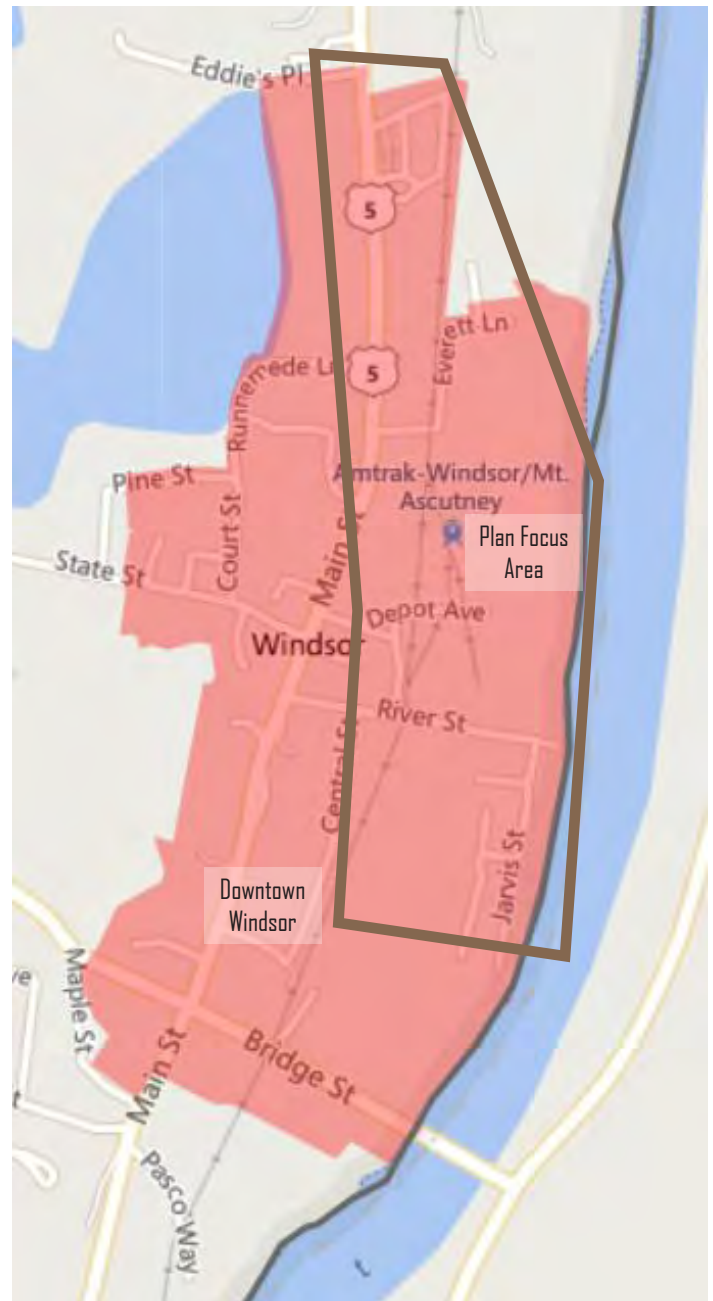 Eddie's Pl
5
5
Everett Ln
Runnemede Ln
Amtrak-Windsor/Mt.
Ascutney
Pine St
Plan Focus
Area
Court St
State St
Main St
Depot Ave
Windsor
River St
Central St
Jarvis St
Downtown
Windsor
Maple St
Bridge St
Main St
Pasco Way